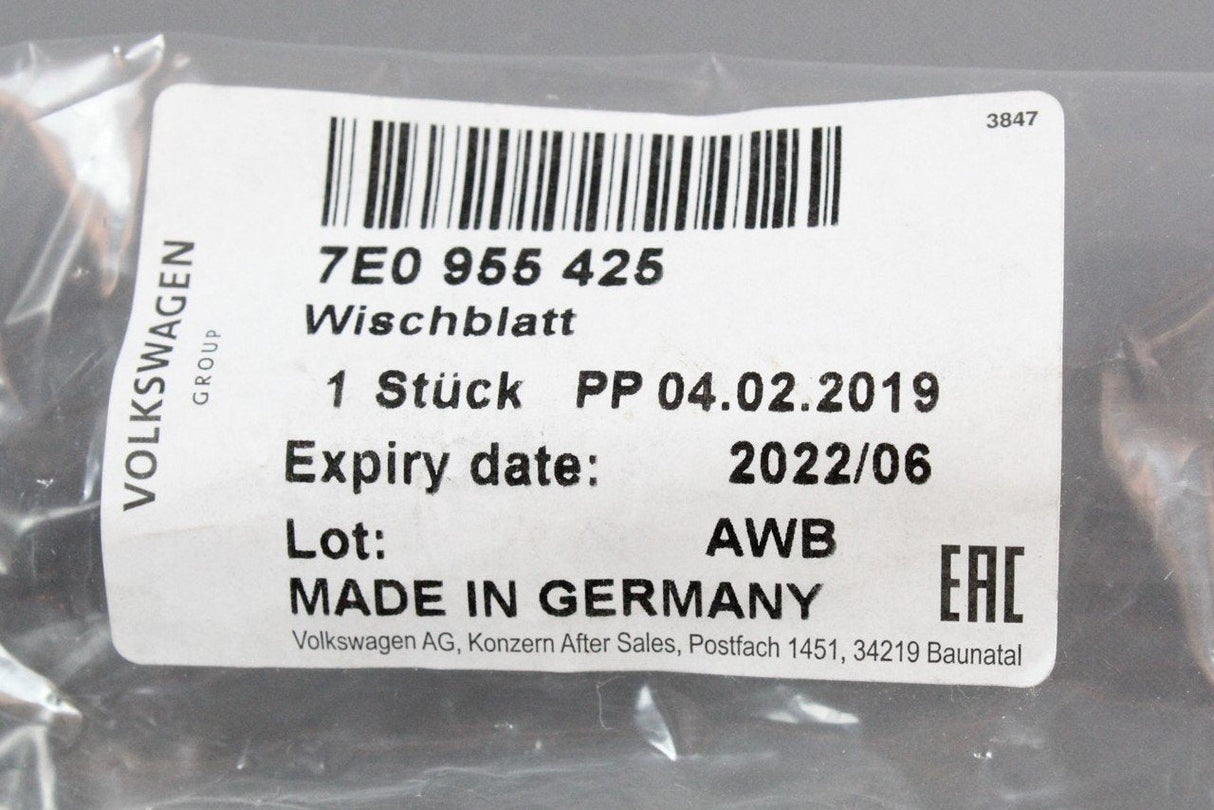 3847
7E0 955 425
Wischblatt
1 Stück PP 04.02.2019
Expiry date: 2022/06
Lot: AWB
MADE IN GERMANY
EAC
Volkswagen AG, Konzern After Sales, Postfach 1451, 34219 Baunatal
VOLKSWAGEN
GROUP